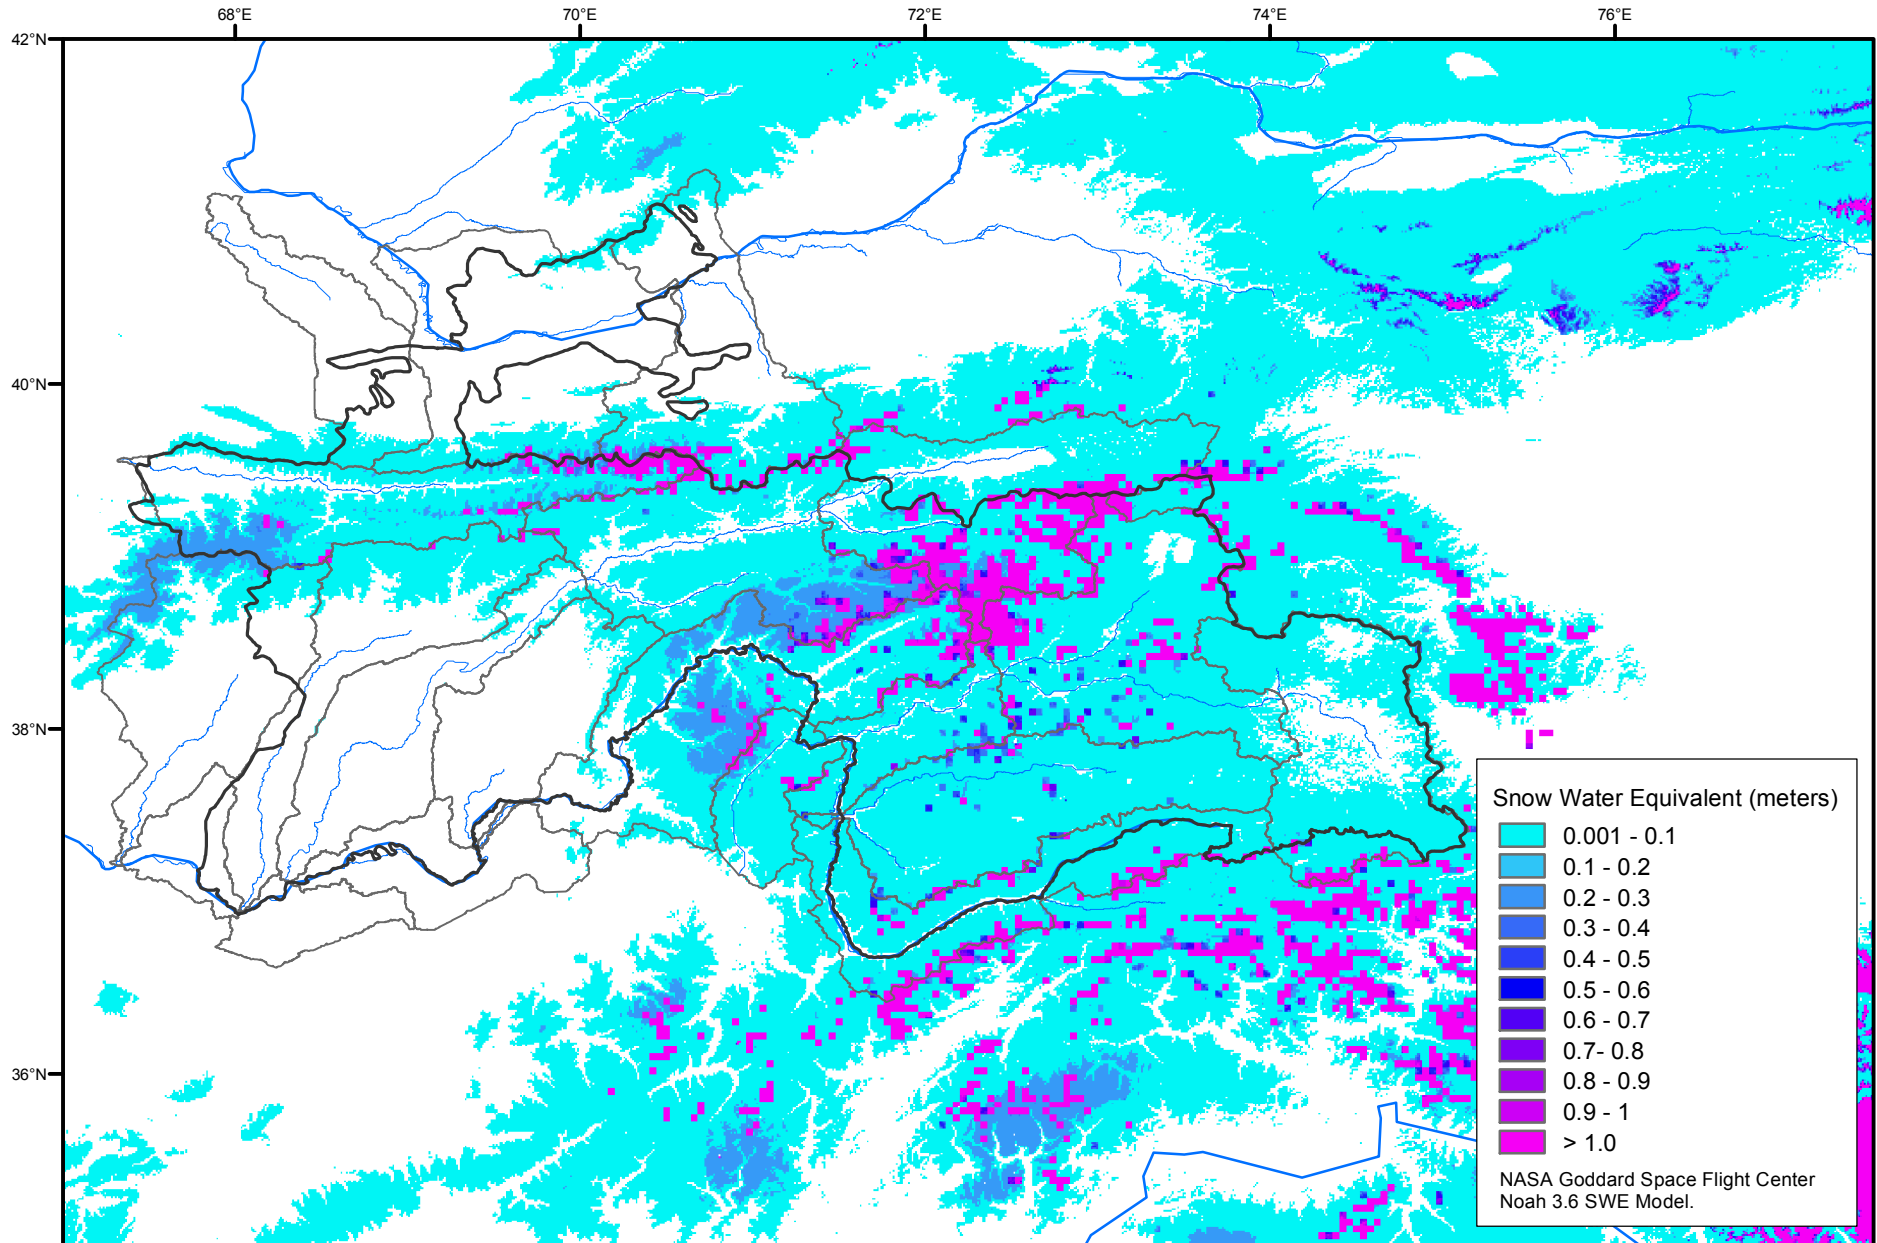 68°E 70°E 72°E 74°E 76°E
42°N
40°N
38°N
36°N
Snow Water Equivalent (meters)
0.001 - 0.1
0.1 - 0.2
0.2 - 0.3
0.3 - 0.4
0.4 - 0.5
0.5 - 0.6
0.6 - 0.7
0.7- 0.8
0.8 - 0.9
0.9 - 1
> 1.0
NASA Goddard Space Flight Center
Noah 3.6 SWE Model.